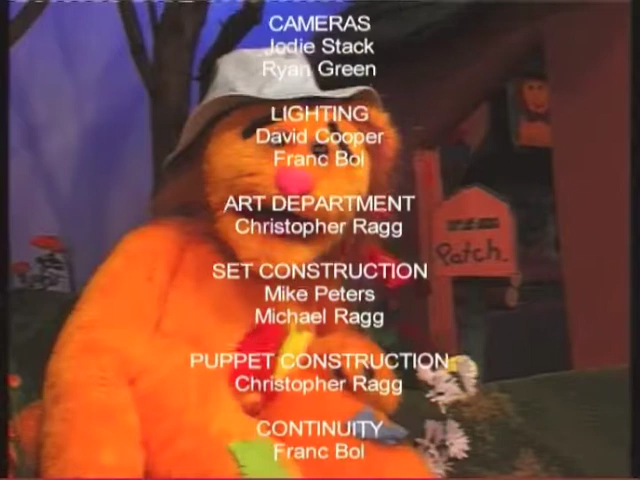 CAMERAS
Jodie Stack
Ryan Green
LIGHTING
David Cooper
Franc Bol
ART DEPARTMENT
Christopher Ragg
SET CONSTRUCTION
Mike Peters
Michael Ragg
PUPPET CONSTRUCTION
Christopher Ragg
CONTINUITY
Franc Bol
Patch